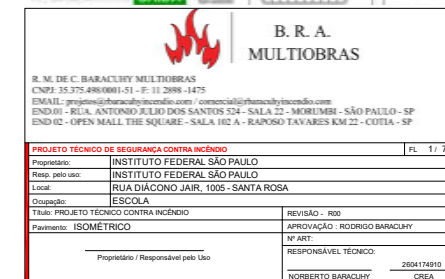 B. R. A.
MULTIOBRAS
R. M. DE C. BARACUHY MULTIOBRAS
CNPJ: 35.375.498/0001-51 - F: 11 2898 -1475
EMAIL: projetos@rbaracuhyincendio.com / comercial@rbaracuhyincendio.com
END.01 - RUA. ANTONIO JULIO DOS SANTOS 524 - SALA 22 - MORUMBI - SÃO PAULO - SP
END 02 - OPEN MALL THE SQUARE - SALA 102 A - RAPOSO TAVARES KM 22 - COTIA - SP
PROJETO TÉCNICO DE SEGURANÇA CONTRA INCÊNDIO FL 1 / 7
Proprietário: INSTITUTO FEDERAL SÃO PAULO
Resp. pelo uso: INSTITUTO FEDERAL SÃO PAULO
Local: RUA DIÁCONO JAIR, 1005 - SANTA ROSA
Ocupação: ESCOLA
Titulo: PROJETO TÉCNICO CONTRA INCÊNDIO REVISÃO - R00
Pavimento: ISOMÉTRICO APROVAÇÃO : RODRIGO BARACUHY
Nº ART:
RESPONSÁVEL TÉCNICO:
Proprietário / Responsável pelo Uso
2604174910
NORBERTO BARACUHY CREA